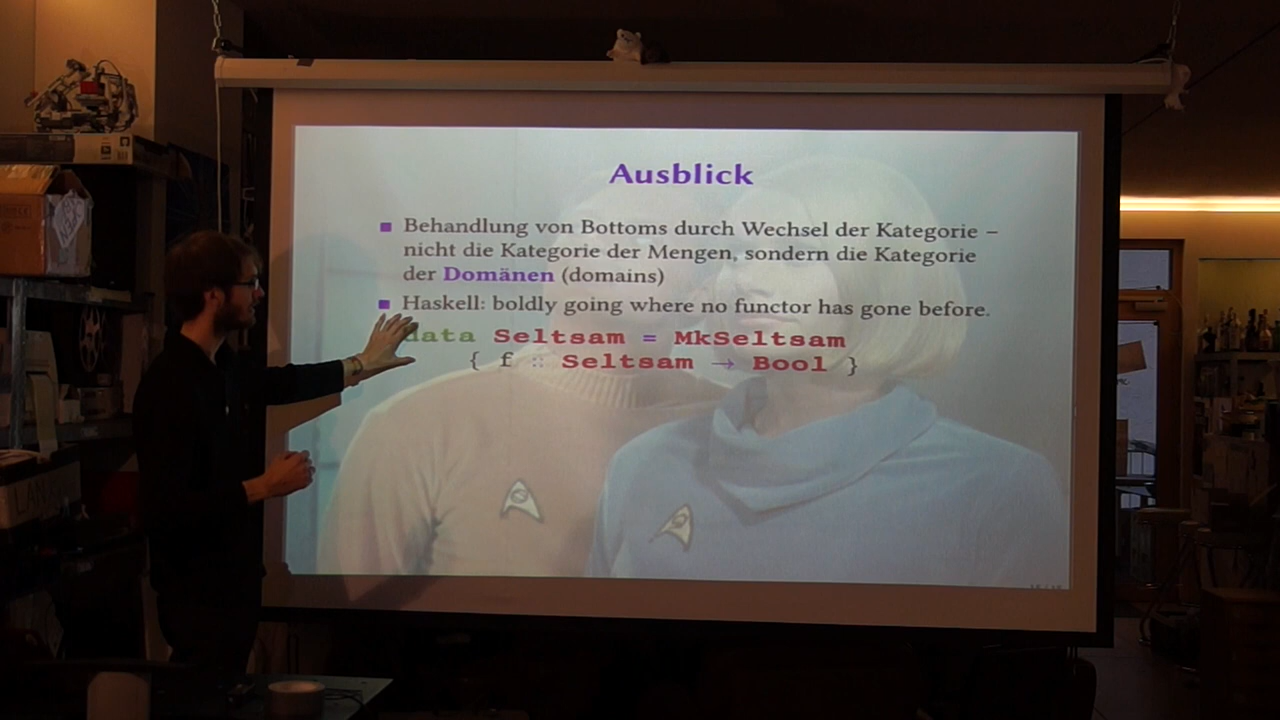 Ausblick
Behandlung von Bottoms durch Wechsel der Kategorie –
nicht die Kategorie der Mengen, sondern die Kategorie
der Domänen (domains)
Haskell: boldly going where no functor has gone before.
data Seltsam = MkSeltsam
{ f :: Seltsam → Bool }